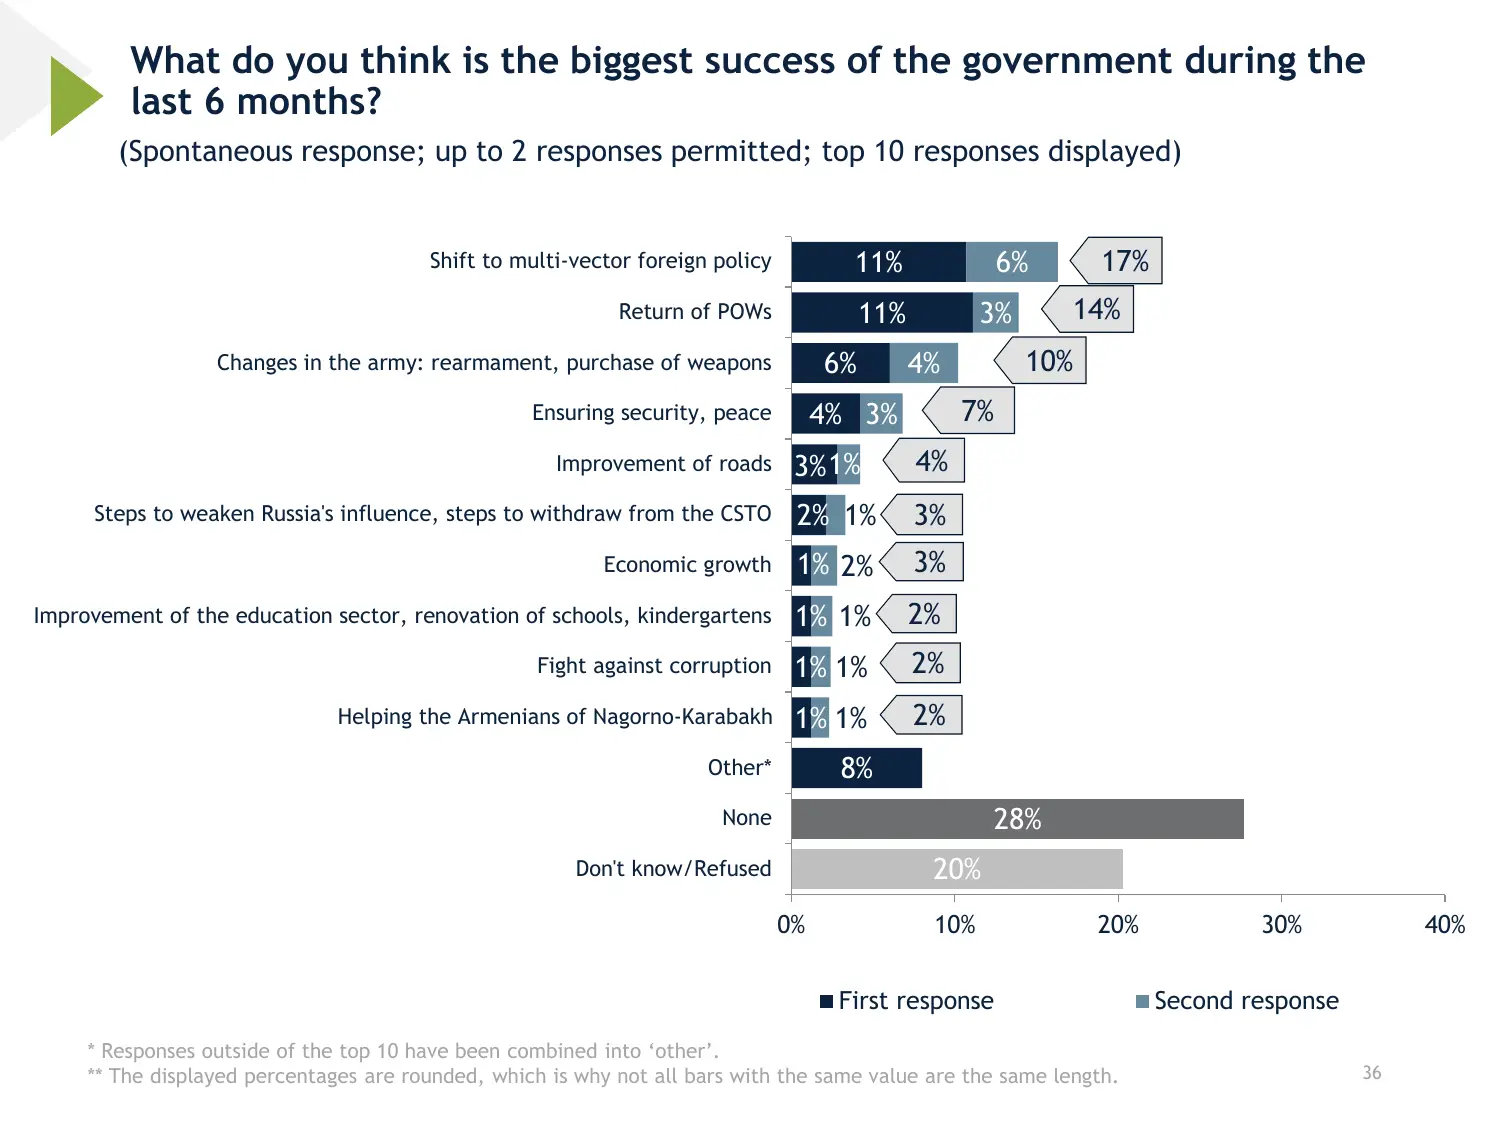 What do you think is the biggest success of the government during the
last 6 months?
(Spontaneous response; up to 2 responses permitted; top 10 responses displayed)
Shift to multi-vector foreign policy 11% 6% 17%
Return of POWs 11% 3% 14%
Changes in the army: rearmament, purchase of weapons 6% 4% 10%
Ensuring security, peace 4% 3% 7%
Improvement of roads 3% 1% 4%
Steps to weaken Russia's influence, steps to withdraw from the CSTO 2% 1% 3%
Economic growth 1% 2% 3%
Improvement of the education sector, renovation of schools, kindergartens 1% 1% 2%
Fight against corruption 1% 1% 2%
Helping the Armenians of Nagorno-Karabakh 1% 1% 2%
Other* 8%
None 28%
Don't know/Refused 20%
0% 10% 20% 30% 40%
First response Second response
* Responses outside of the top 10 have been combined into ‘other’.
** The displayed percentages are rounded, which is why not all bars with the same value are the same length.
36